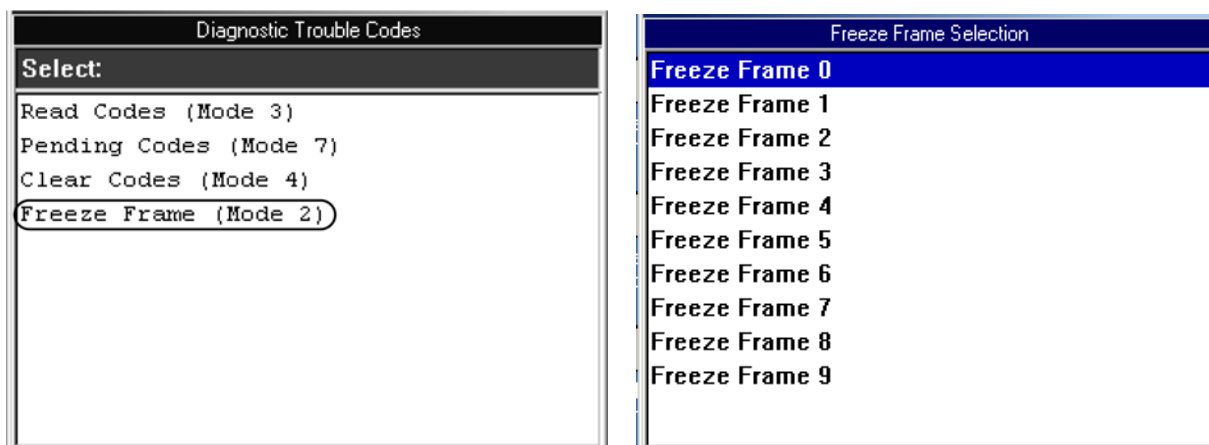 Diagnostic Trouble Codes
Select:
Read Codes (Mode 3)
Pending Codes (Mode 7)
Clear Codes (Mode 4)
Freeze Frame (Mode 2)
Freeze Frame Selection
Freeze Frame 0
Freeze Frame 1
Freeze Frame 2
Freeze Frame 3
Freeze Frame 4
Freeze Frame 5
Freeze Frame 6
Freeze Frame 7
Freeze Frame 8
Freeze Frame 9